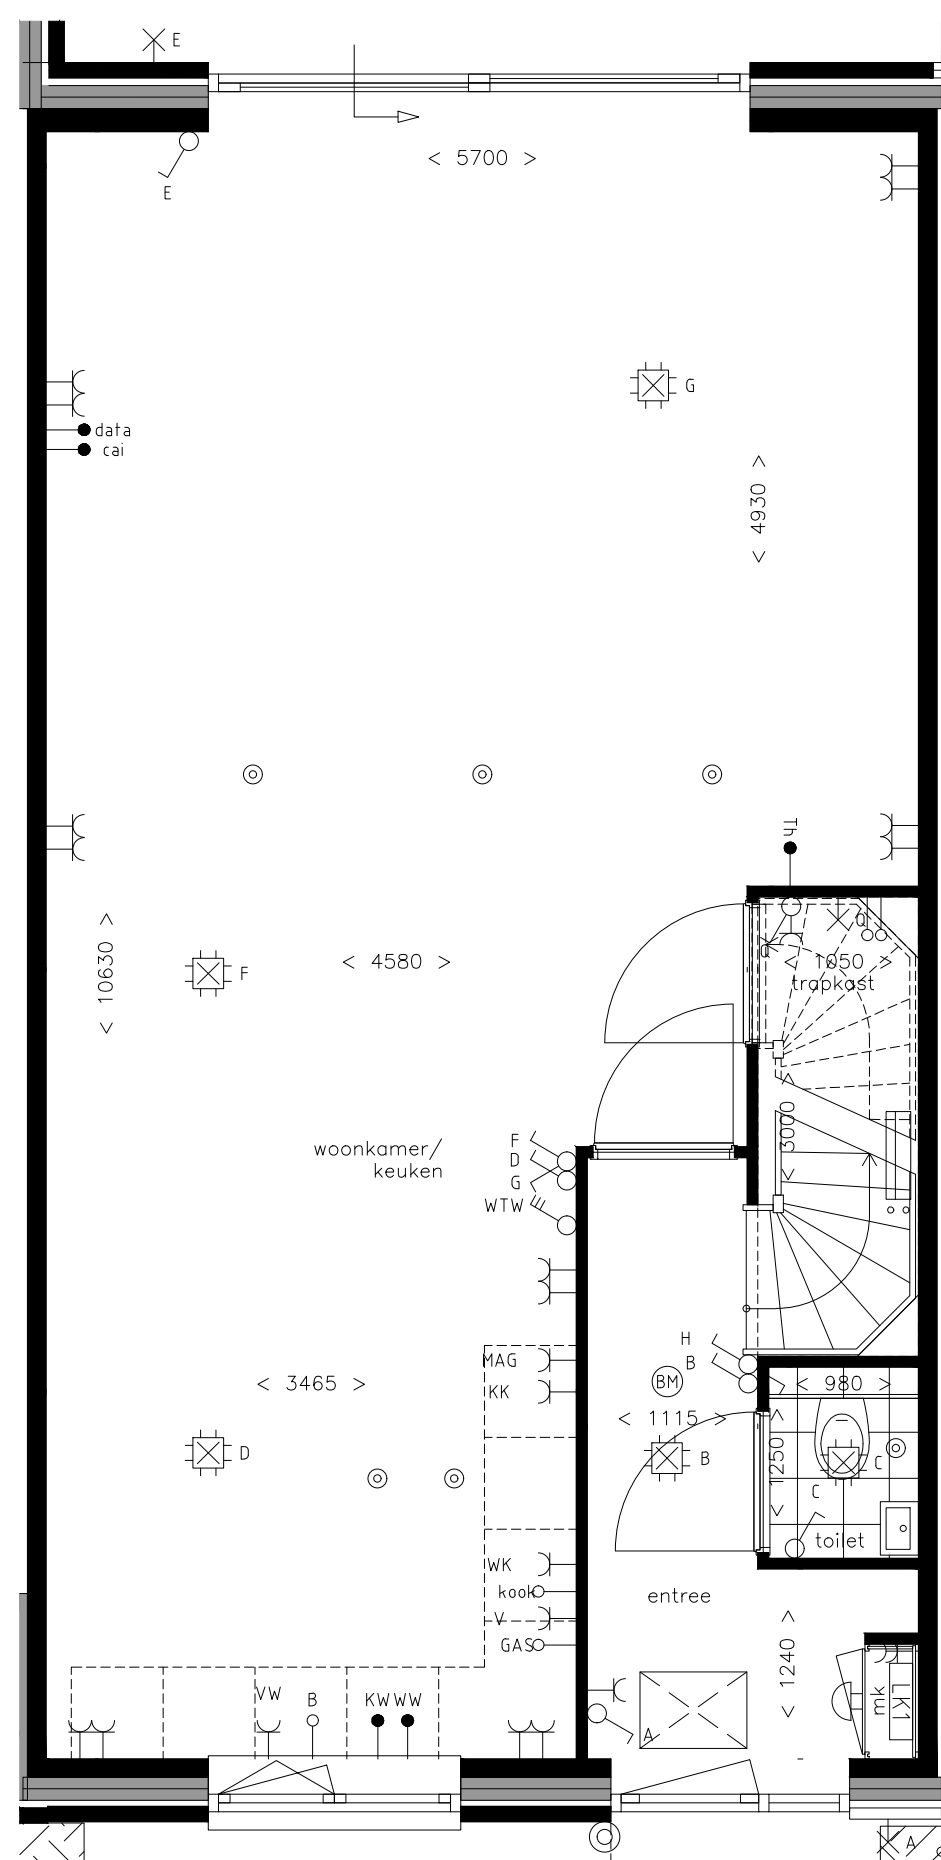 E
< 5700 >
E
G
data
cai
< 4930 >
Th
Q
Q
< 1050 >
trapkast
< 4580 >
F
< 10630 >
< 3000 >
woonkamer/
keuken
F
D
G
WTW
H
B
MAG
KK
BM
< 3465 >
< 980 >
< 1115 >
< 1250 >
D
B
C
C
toilet
WK
kook
V
GAS
entree
< 1240 >
mk
LK1
VW
B
KW
WW
A
A